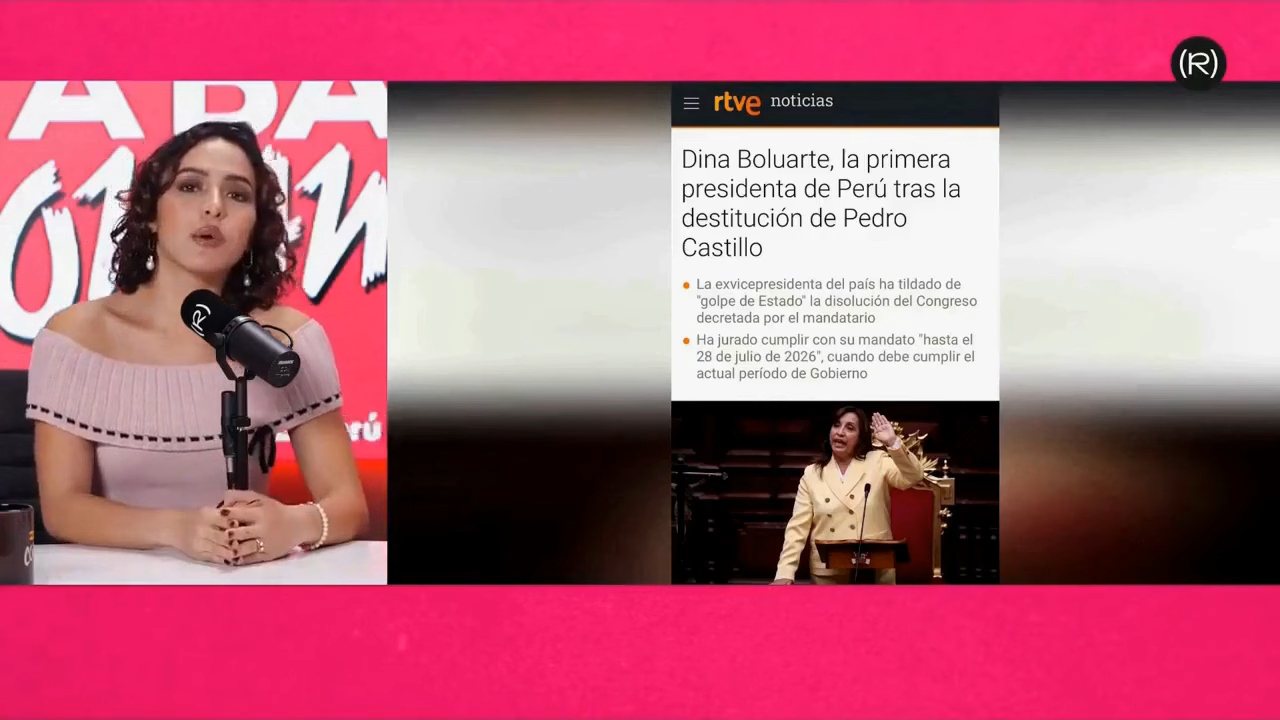 (R)
A BA
(R)
rtve noticias
Dina Boluarte, la primera
presidenta de Perú tras la
destitución de Pedro
Castillo
La exvicepresidenta del país ha tildado de
"golpe de Estado" la disolución del Congreso
decretada por el mandatario
Ha jurado cumplir con su mandato "hasta el
28 de julio de 2026", cuando debe cumplir el
actual período de Gobierno